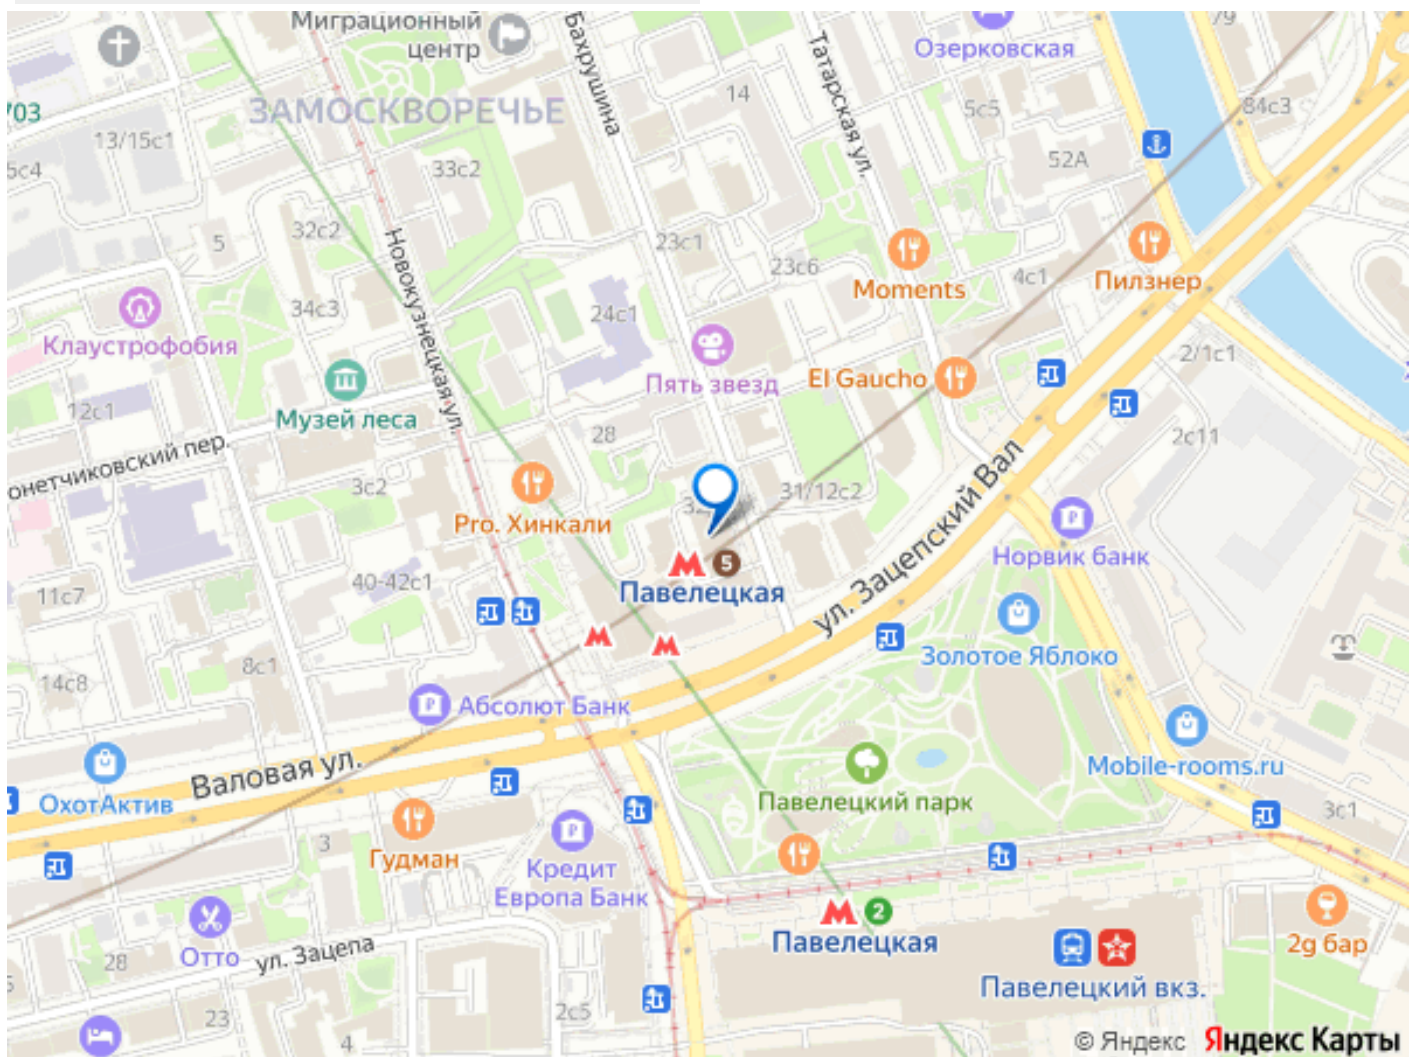 Миграционный
центр
Бахрушина
Татарская ул.
Озерковская
79
703
ЗАМОСКВОРЕЧЬЕ
14
5с5
84с3
13/15с1
5с4
33с2
52А
5
32с2
Новокузнецкая ул.
23с1
23с6
Moments
4с1
Пилзнер
34с3
24с1
Клаустрофобия
Пять звезд
El Gaucho
2/1с1
Музей леса
12с1
28
2с11
онетчиковский пер.
3с2
31/12с2
Pro. Хинкали
ул. Зацепский Вал
Норвик банк
5
Павелецкая
40-42с1
11с7
Золотое Яблоко
8с1
14с8
Абсолют Банк
Валовая ул.
Mobile-rooms.ru
ОхотАктив
Павелецкий парк
3с1
3
Гудман
Кредит
Европа Банк
2
Павелецкая
2g бар
Отто
ул. Зацепа
28
Павелецкий вкз.
23
2с5
4
© Яндекс Яндекс Карты